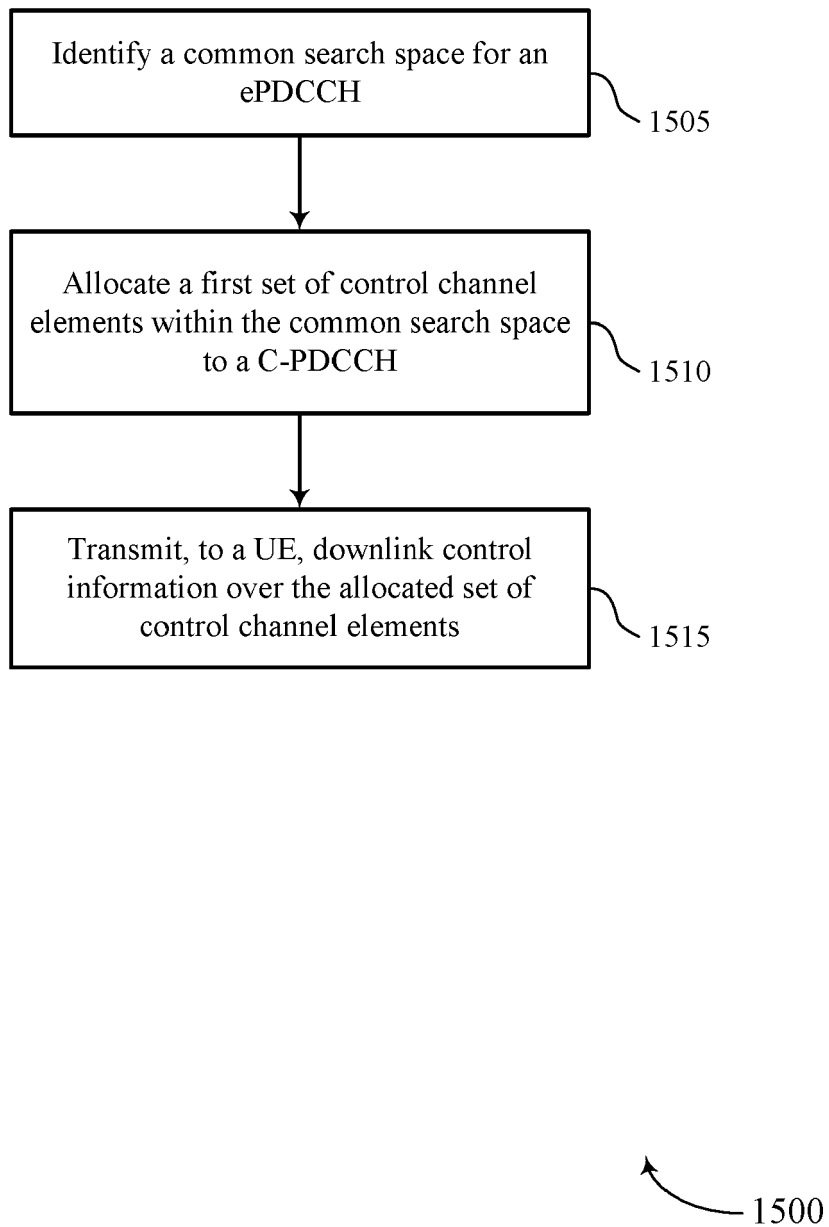 Identify a common search space for an
ePDCCH
1505
Allocate a first set of control channel
elements within the common search space
to a C-PDCCH
1510
Transmit, to a UE, downlink control
information over the allocated set of
control channel elements
1515
1500